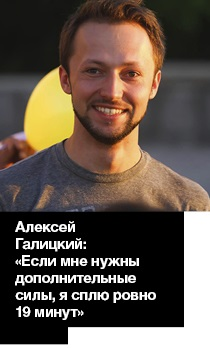 Алексей
Галицкий:
«Если мне нужны
дополнительные
силы, я сплю ровно
19 минут»